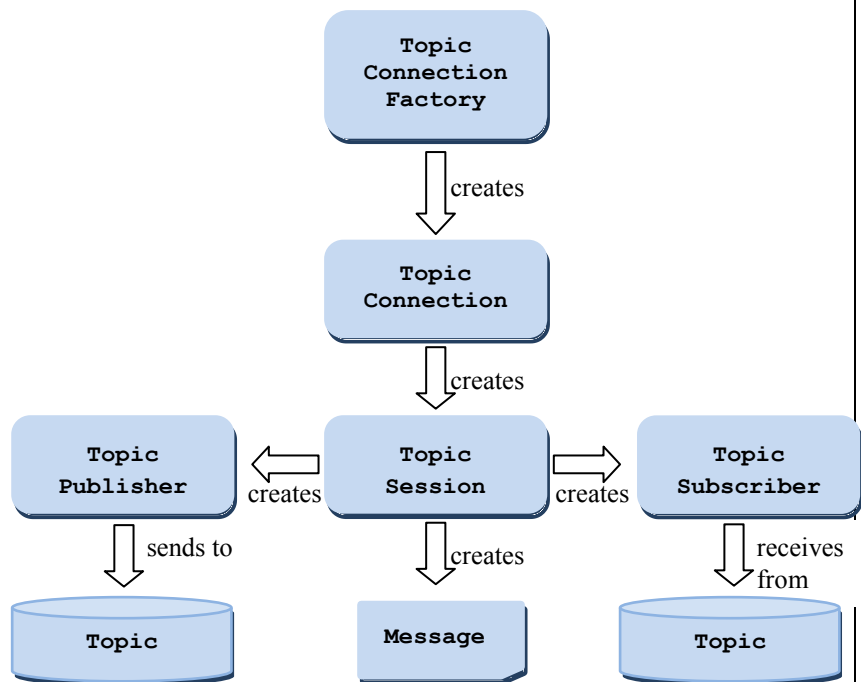 Topic
Connection
Factory
creates
Topic
Connection
creates
Topic
Publisher
creates
Topic
Session
creates
Topic
Subscriber
sends to
creates
receives
from
Topic
Message
Topic